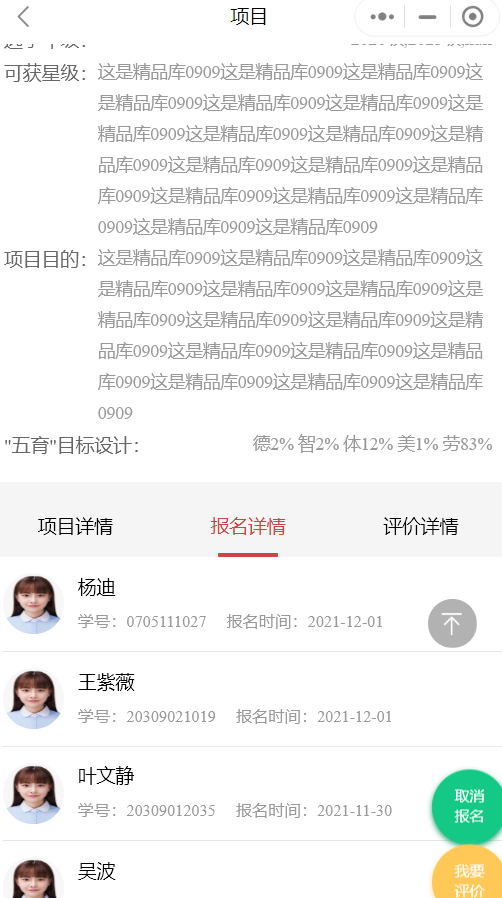 项目
可获星级：
这是精品库0909这是精品库0909这是精品库0909这
是精品库0909这是精品库0909这是精品库0909这是
精品库0909这是精品库0909这是精品库0909这是精
品库0909这是精品库0909这是精品库0909这是精品
库0909这是精品库0909这是精品库0909这是精品库
0909这是精品库0909这是精品库0909
项目目的：
这是精品库0909这是精品库0909这是精品库0909这
是精品库0909这是精品库0909这是精品库0909这是
精品库0909这是精品库0909这是精品库0909这是精
品库0909这是精品库0909这是精品库0909这是精品
库0909这是精品库0909这是精品库0909这是精品库
0909
"五育"目标设计： 德2% 智2% 体12% 美1% 劳83%
项目详情 报名详情 评价详情
杨迪
学号：0705111027 报名时间：2021-12-01
王紫薇
学号：20309021019 报名时间：2021-12-01
叶文静
学号：20309012035 报名时间：2021-11-30
取消
报名
吴波
我要
评价